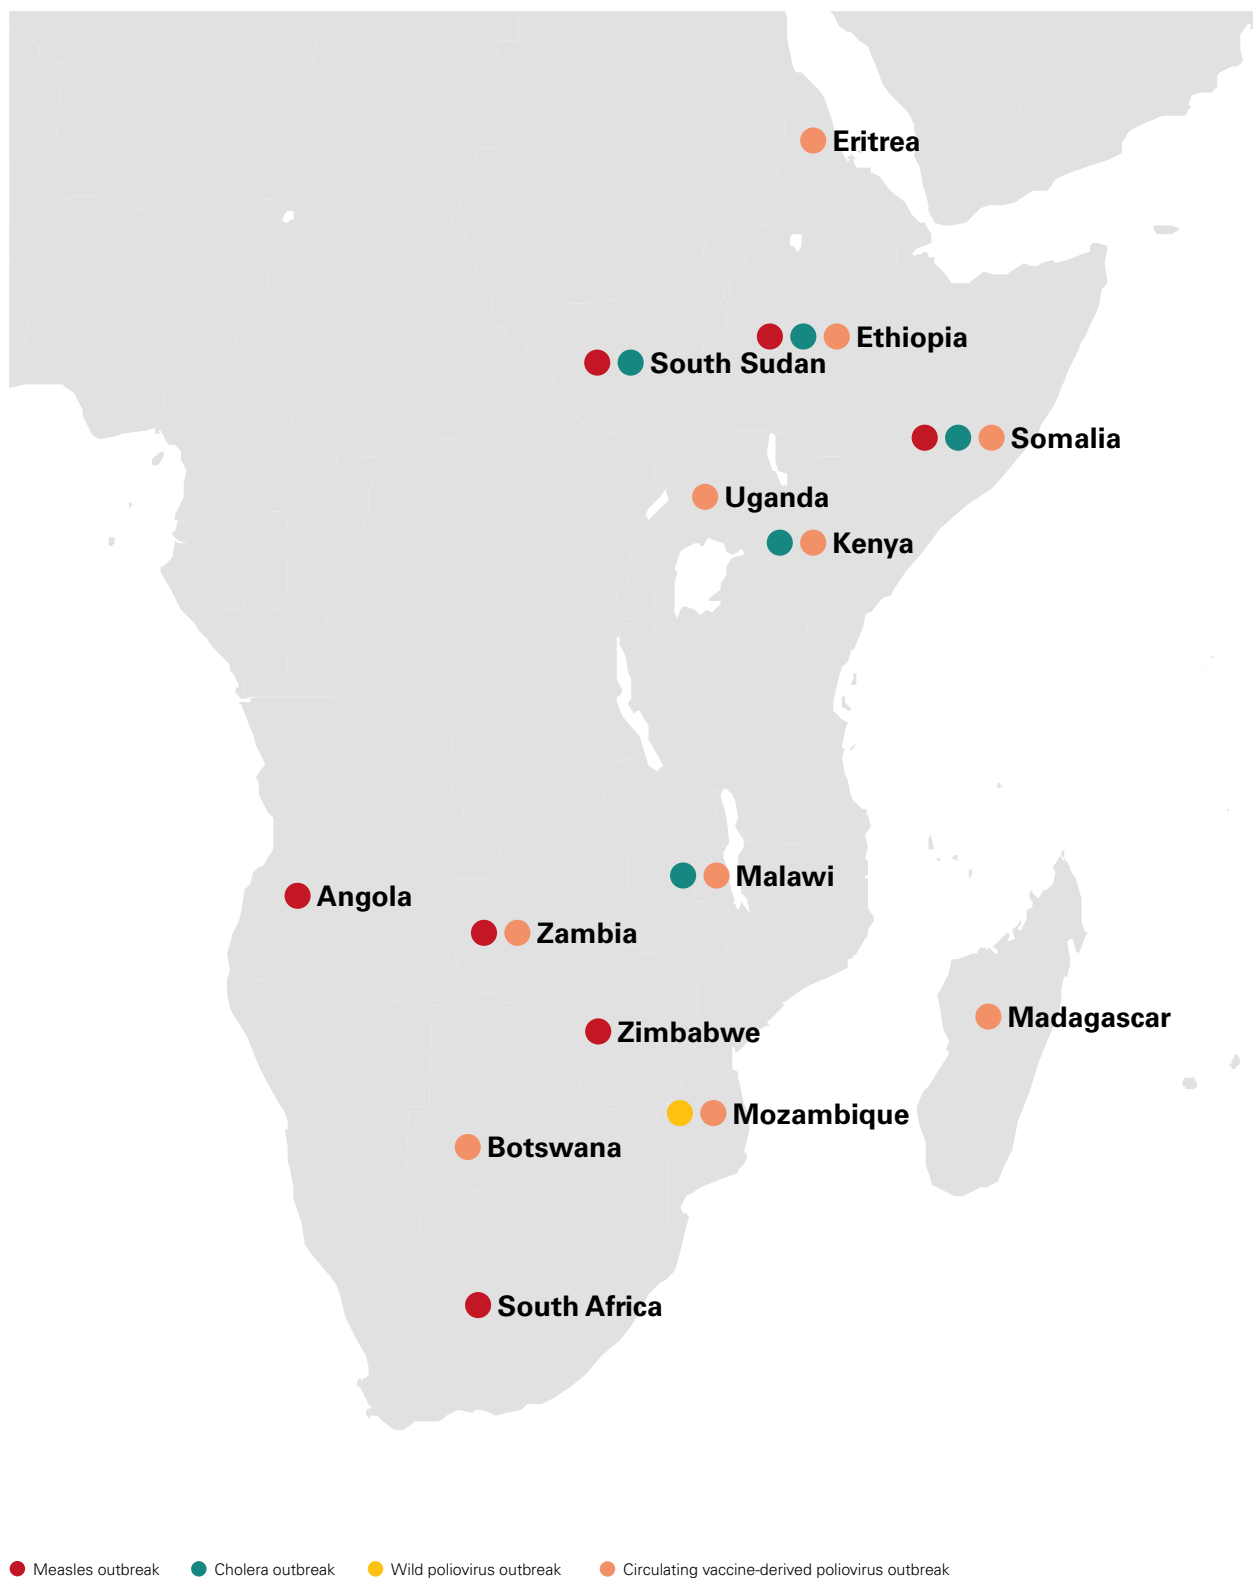 Eritrea
Ethiopia
South Sudan
Somalia
Uganda
Kenya
Malawi
Angola
Zambia
Madagascar
Zimbabwe
Mozambique
Botswana
South Africa
Measles outbreak Cholera outbreak Wild poliovirus outbreak Circulating vaccine-derived poliovirus outbreak